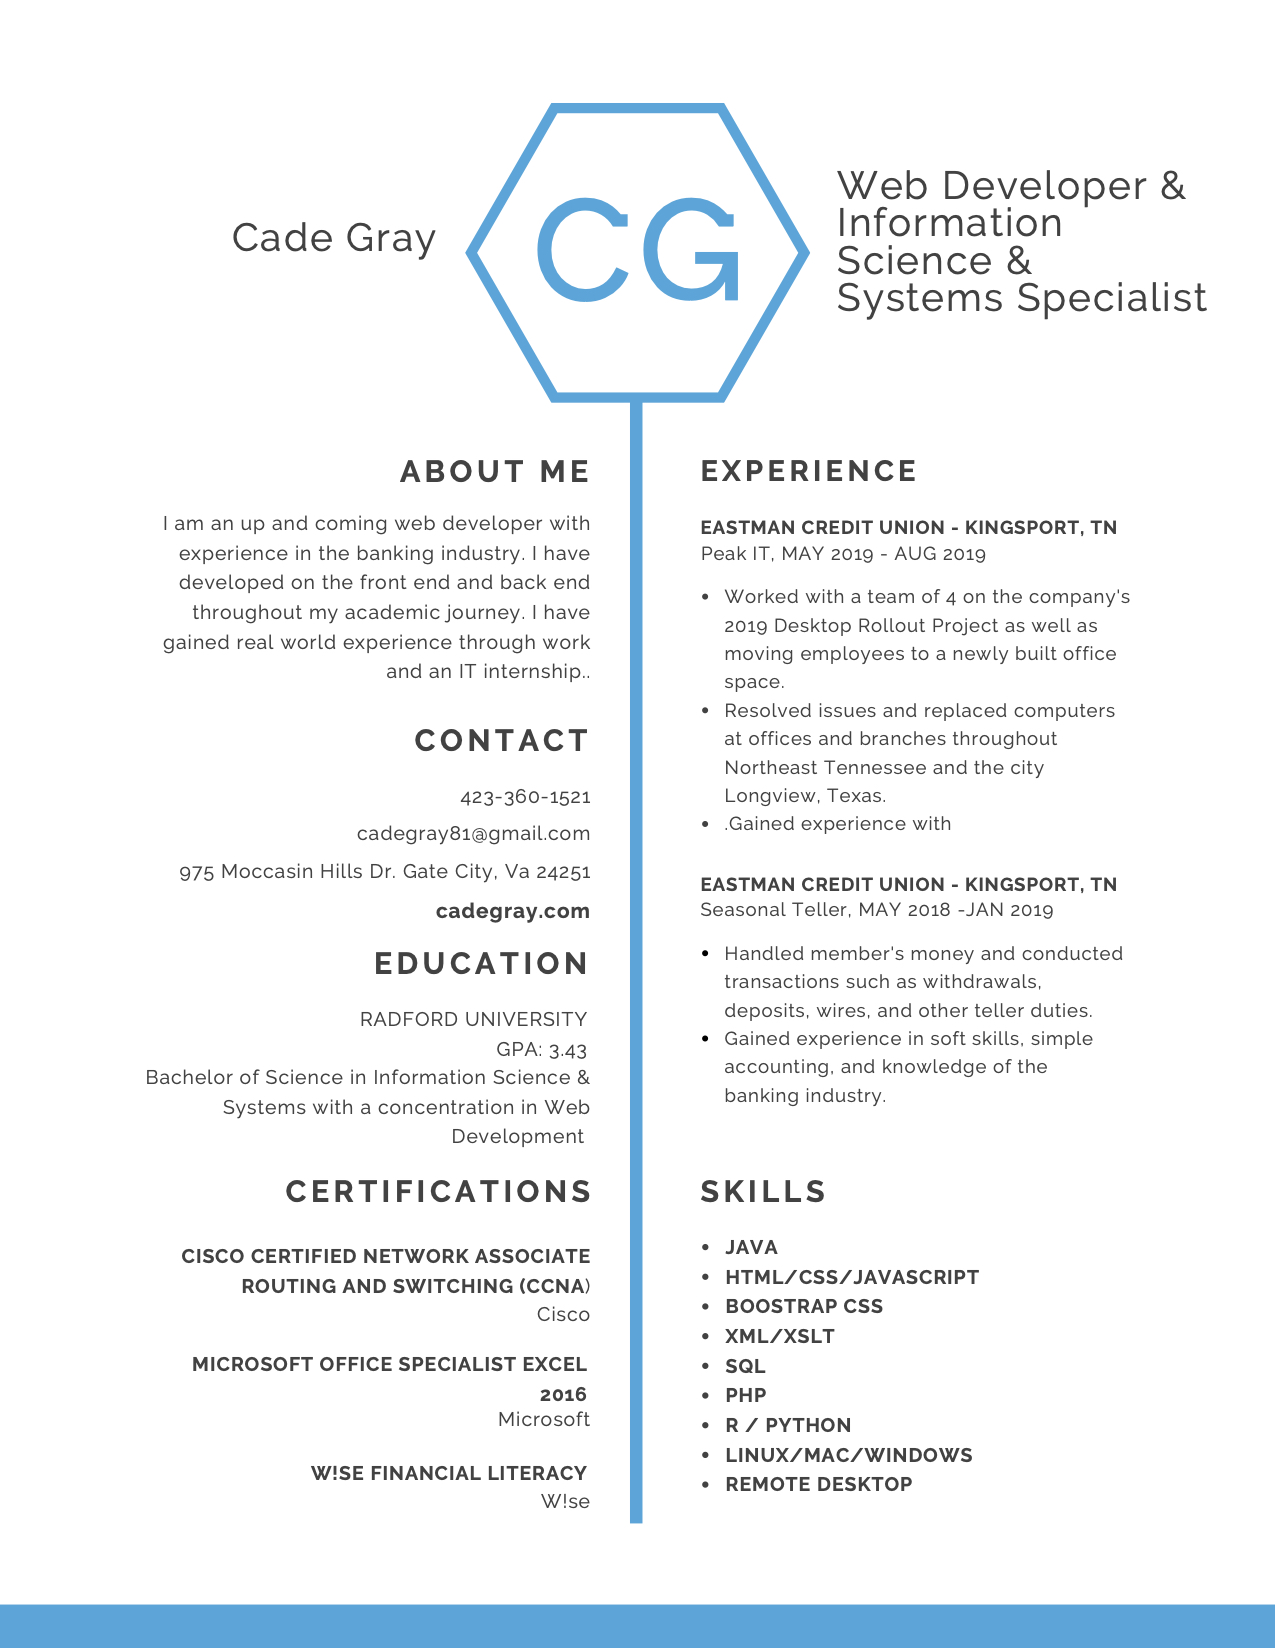 Cade Gray
CG
Web Developer &
Information
Science &
Systems Specialist
ABOUT ME
I am an up and coming web developer with
experience in the banking industry. I have
developed on the front end and back end
throughout my academic journey. I have
gained real world experience through work
and an IT internship..
CONTACT
423-360-1521
cadegray81@gmail.com
975 Moccasin Hills Dr. Gate City, Va 24251
cadegray.com
EDUCATION
RADFORD UNIVERSITY
GPA: 3.43
Bachelor of Science in Information Science &
Systems with a concentration in Web
Development
CERTIFICATIONS
CISCO CERTIFIED NETWORK ASSOCIATE
ROUTING AND SWITCHING (CCNA)
Cisco
MICROSOFT OFFICE SPECIALIST EXCEL
2016
Microsoft
W!SE FINANCIAL LITERACY
W!se
EXPERIENCE
EASTMAN CREDIT UNION - KINGSPORT, TN
Peak IT, MAY 2019 - AUG 2019
• Worked with a team of 4 on the company's
2019 Desktop Rollout Project as well as
moving employees to a newly built office
space.
• Resolved issues and replaced computers
at offices and branches throughout
Northeast Tennessee and the city
Longview, Texas.
• .Gained experience with
EASTMAN CREDIT UNION - KINGSPORT, TN
Seasonal Teller, MAY 2018 -JAN 2019
• Handled member's money and conducted
transactions such as withdrawals,
deposits, wires, and other teller duties.
• Gained experience in soft skills, simple
accounting, and knowledge of the
banking industry.
SKILLS
• JAVA
• HTML/CSS/JAVASCRIPT
• BOOSTRAP CSS
• XML/XSLT
• SQL
• PHP
• R / PYTHON
• LINUX/MAC/WINDOWS
• REMOTE DESKTOP